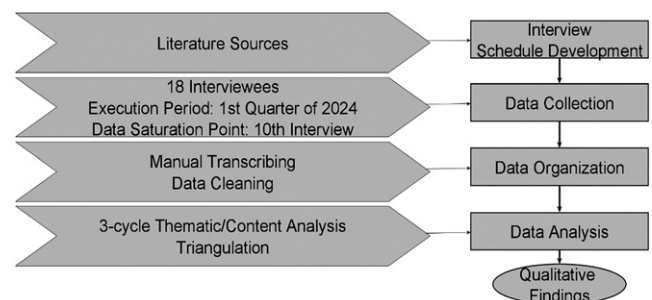 Literature Sources
Interview
Schedule Development
18 Interviewees
Execution Period: 1st Quarter of 2024
Data Saturation Point: 10th Interview
Data Collection
Manual Transcribing
Data Cleaning
Data Organization
3-cycle Thematic/Content Analysis
Triangulation
Data Analysis
Qualitative
Findings